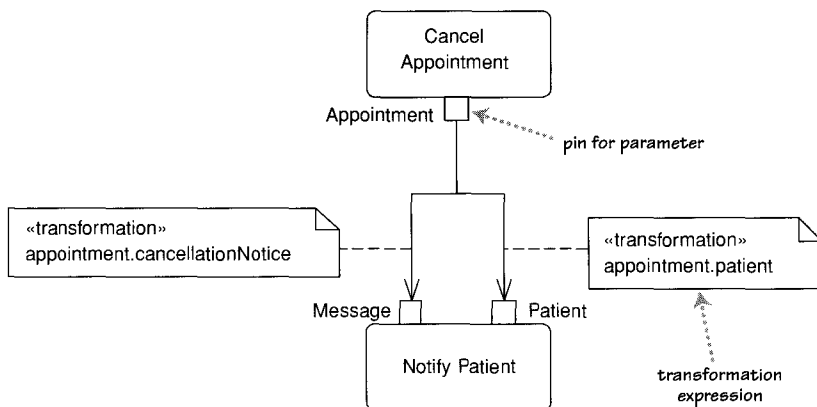 Cancel
Appointment
Appointment
pin for parameter
«transformation»
appointment.cancellationNotice
«transformation»
appointment.patient
Message
Patient
Notify Patient
transformation
expression